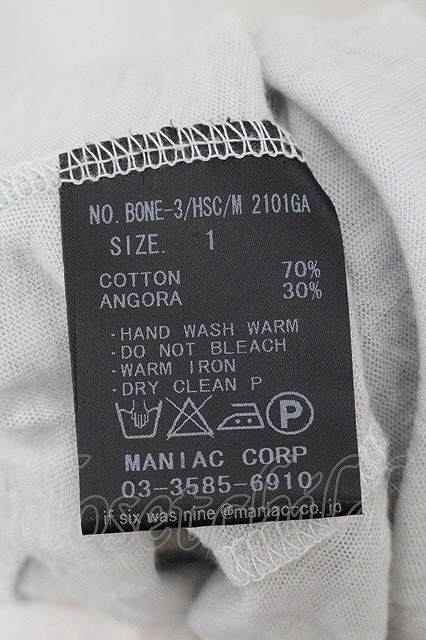 NO. BONE-3/HSC/M 2101GA
SIZE. 1
COTTON 70%
ANGORA 30%
·HAND WASH WARM
·DO NOT BLEACH
·WARM IRON
·DRY CLEAN P
P
MANIAC CORP
03-3585-6910
if six was nine @maniac-co.jp
closetchild